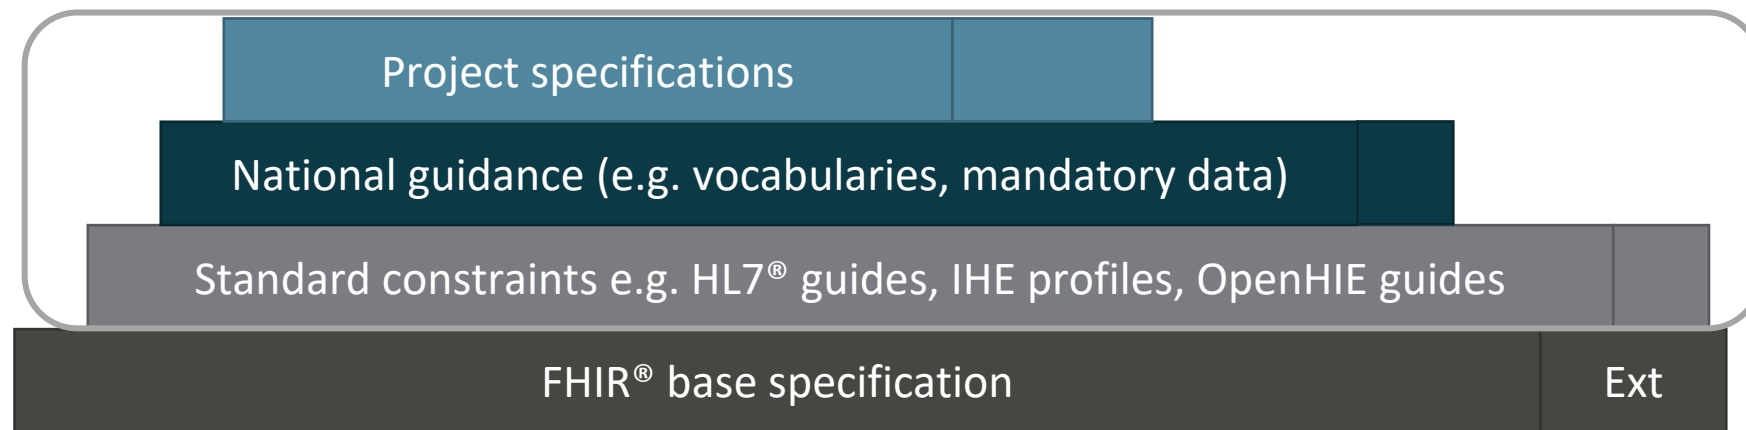 Project specifications
National guidance (e.g. vocabularies, mandatory data)
Standard constraints e.g. HL7® guides, IHE profiles, OpenHIE guides
FHIR® base specification Ext